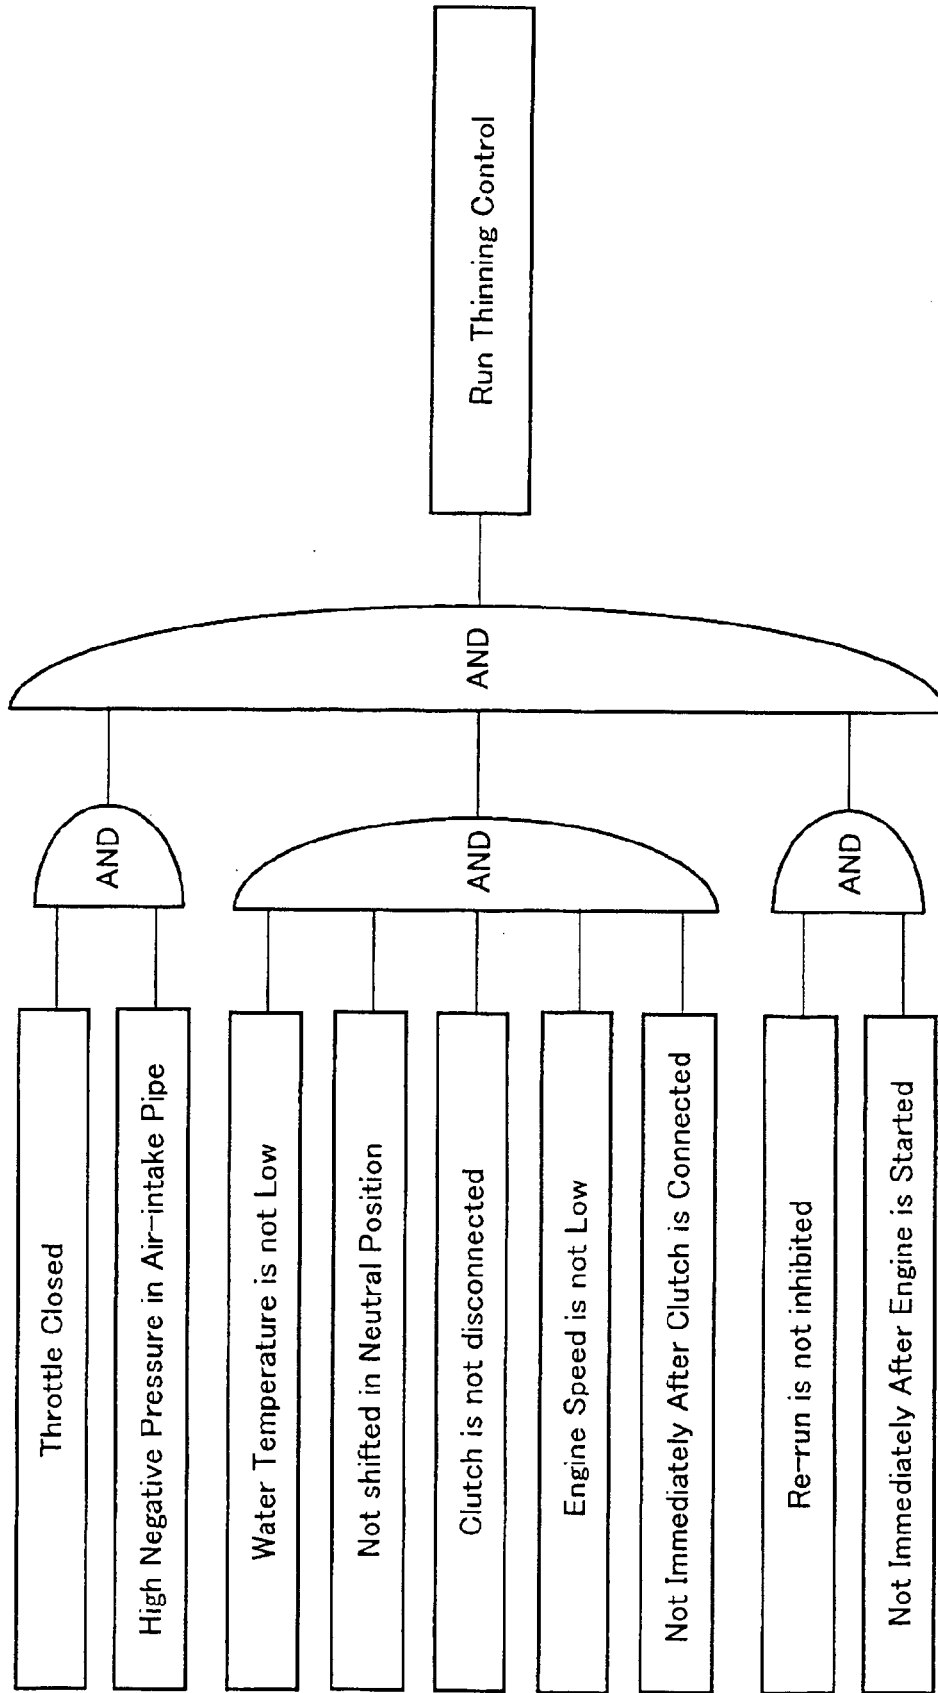 Throttle Closed
High Negative Pressure in Air-intake Pipe
Water Temperature is not Low
Not shifted in Neutral Position
Clutch is not disconnected
Engine Speed is not Low
Not Immediately After Clutch is Connected
Re-run is not inhibited
Not Immediately After Engine is Started
AND
AND
AND
AND
Run Thinning Control